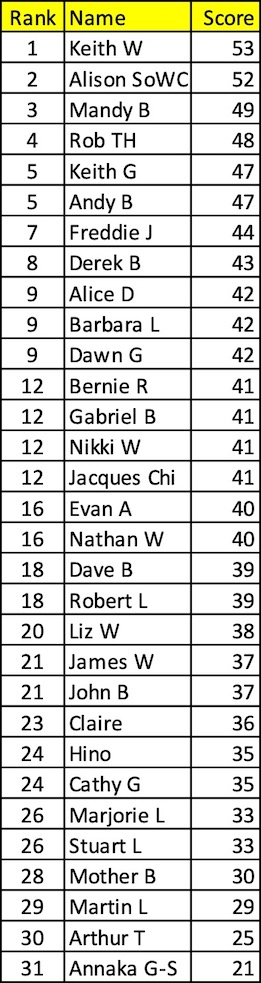 Rank Name Score
1 Keith W 53
2 Alison SoWC 52
3 Mandy B 49
4 Rob TH 48
5 Keith G 47
5 Andy B 47
7 Freddie J 44
8 Derek B 43
9 Alice D 42
9 Barbara L 42
9 Dawn G 42
12 Bernie R 41
12 Gabriel B 41
12 Nikki W 41
12 Jacques Chi 41
16 Evan A 40
16 Nathan W 40
18 Dave B 39
18 Robert L 39
20 Liz W 38
21 James W 37
21 John B 37
23 Claire 36
24 Hino 35
24 Cathy G 35
26 Marjorie L 33
26 Stuart L 33
28 Mother B 30
29 Martin L 29
30 Arthur T 25
31 Annaka G-S 21